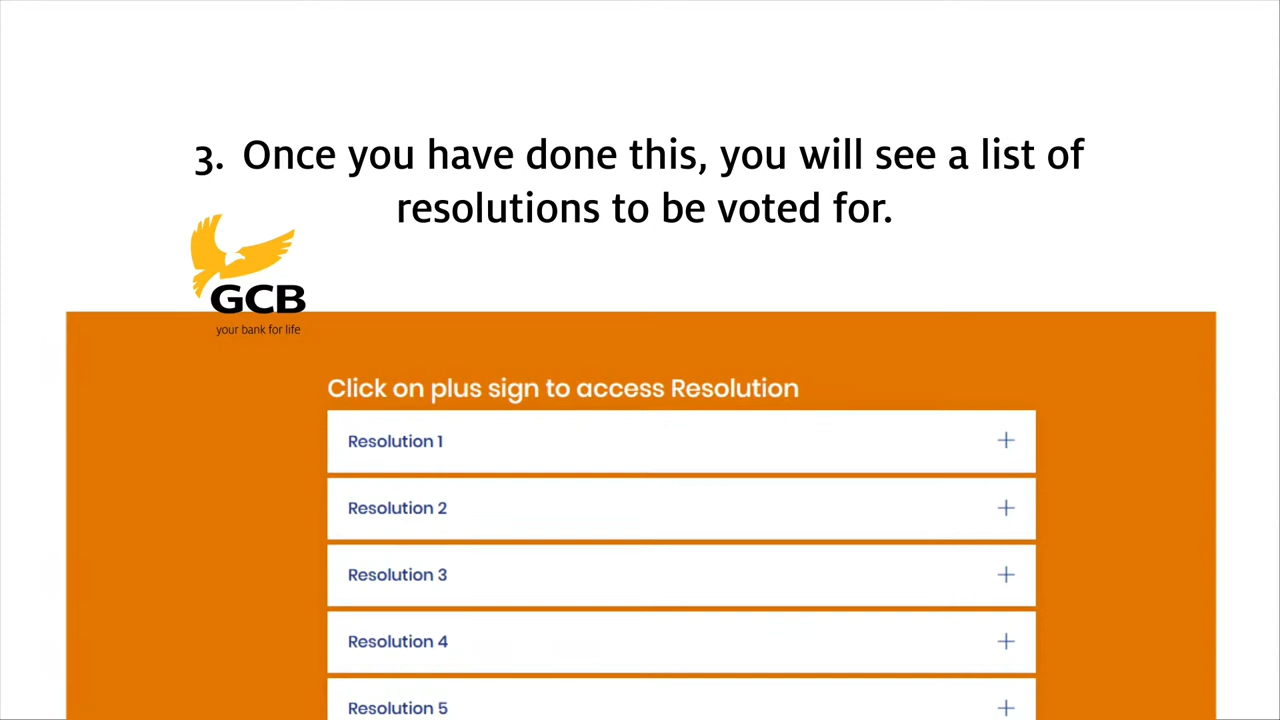 3. Once you have done this, you will see a list of
resolutions to be voted for.
GCB
your bank for life
Click on plus sign to access Resolution
Resolution 1
Resolution 2
Resolution 3
Resolution 4
Resolution 5